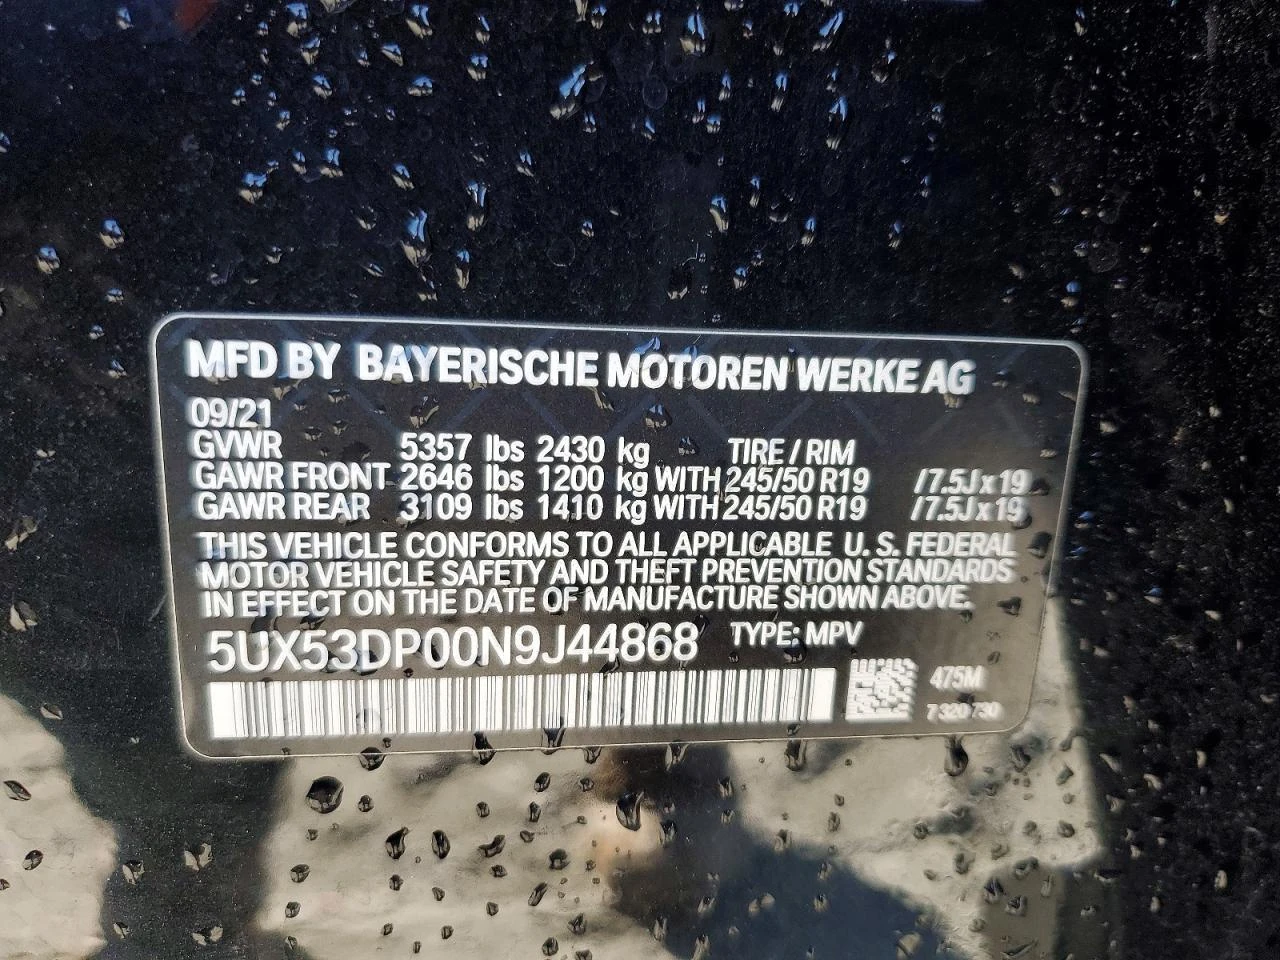 MFD BY BAYERISCHE MOTOREN WERKE AG
09/21
GVWR 5357 lbs 2430 kg TIRE / RIM
GAWR FRONT 2646 lbs 1200 kg WITH 245/50 R19 /7.5J x 19
GAWR REAR 3109 lbs 1410 kg WITH 245/50 R19 /7.5J x 19
THIS VEHICLE CONFORMS TO ALL APPLICABLE U. S. FEDERAL
MOTOR VEHICLE SAFETY AND THEFT PREVENTION STANDARDS
IN EFFECT ON THE DATE OF MANUFACTURE SHOWN ABOVE.
5UX53DP00N9J44868 TYPE: MPV
475M
7 320 730